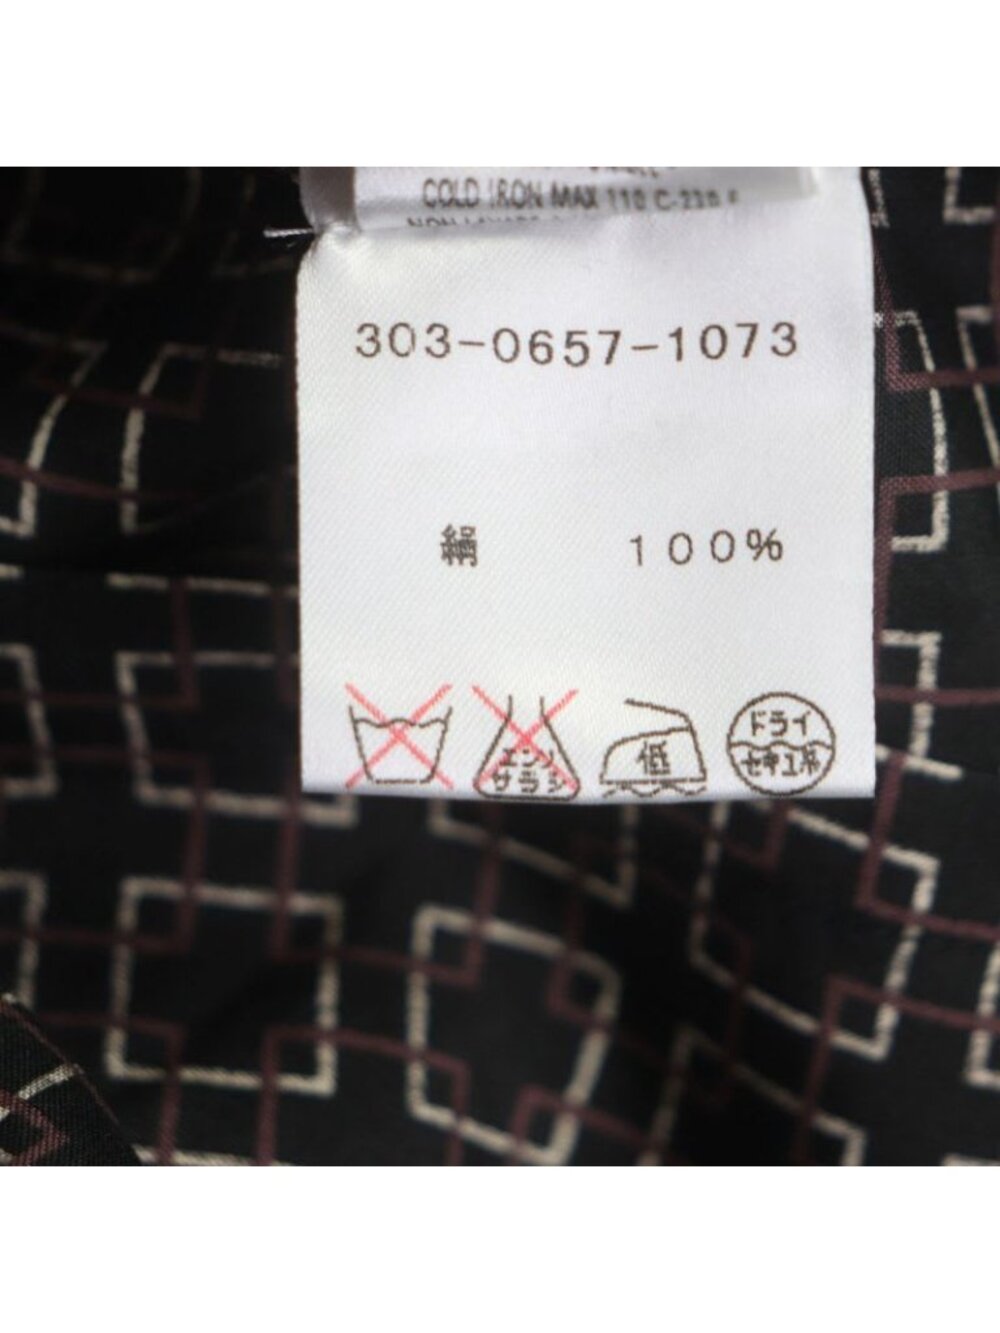 COLD IRON MAX 110 C-230 F
303-0657-1073
絹 100%
エンソ
サラシ
低
ドライ
セキユ系